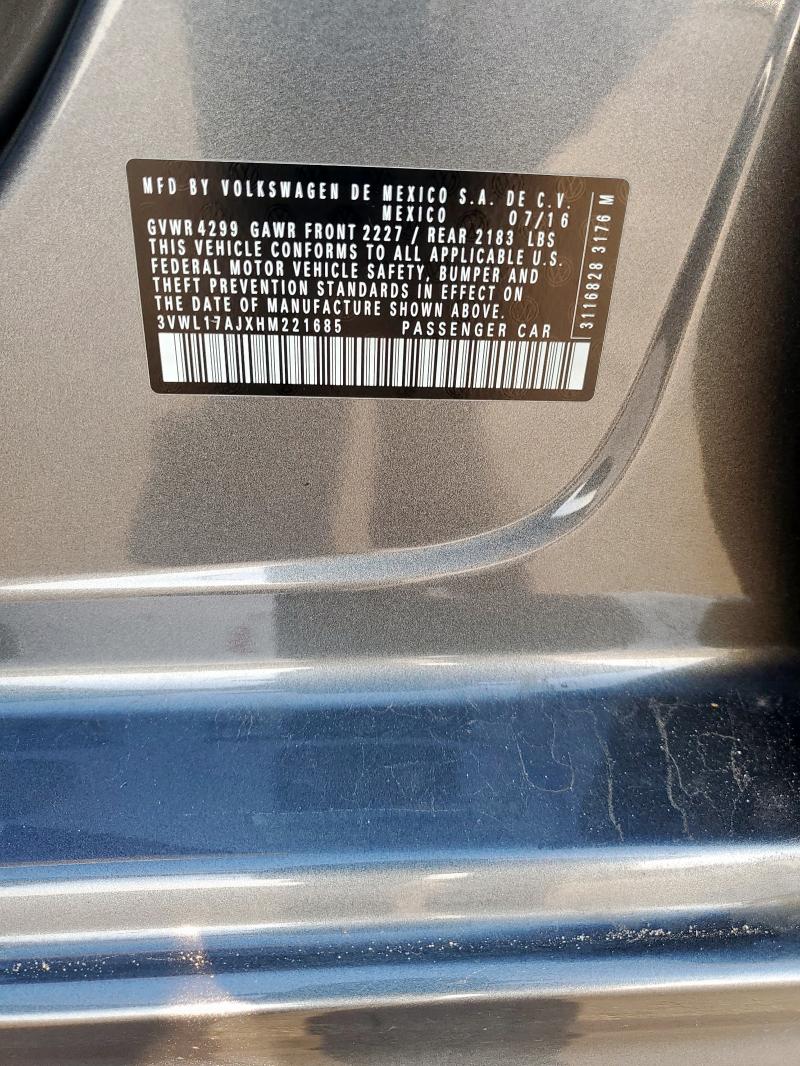 MFD BY VOLKSWAGEN DE MEXICO S.A. DE C.V.
MEXICO 07/16
GVWR 4299 GAWR FRONT 2227 / REAR 2183 LBS
THIS VEHICLE CONFORMS TO ALL APPLICABLE U.S.
FEDERAL MOTOR VEHICLE SAFETY, BUMPER AND
THEFT PREVENTION STANDARDS IN EFFECT ON
THE DATE OF MANUFACTURE SHOWN ABOVE.
3VWL17AJXHM221685 PASSENGER CAR
3116828 3176 M